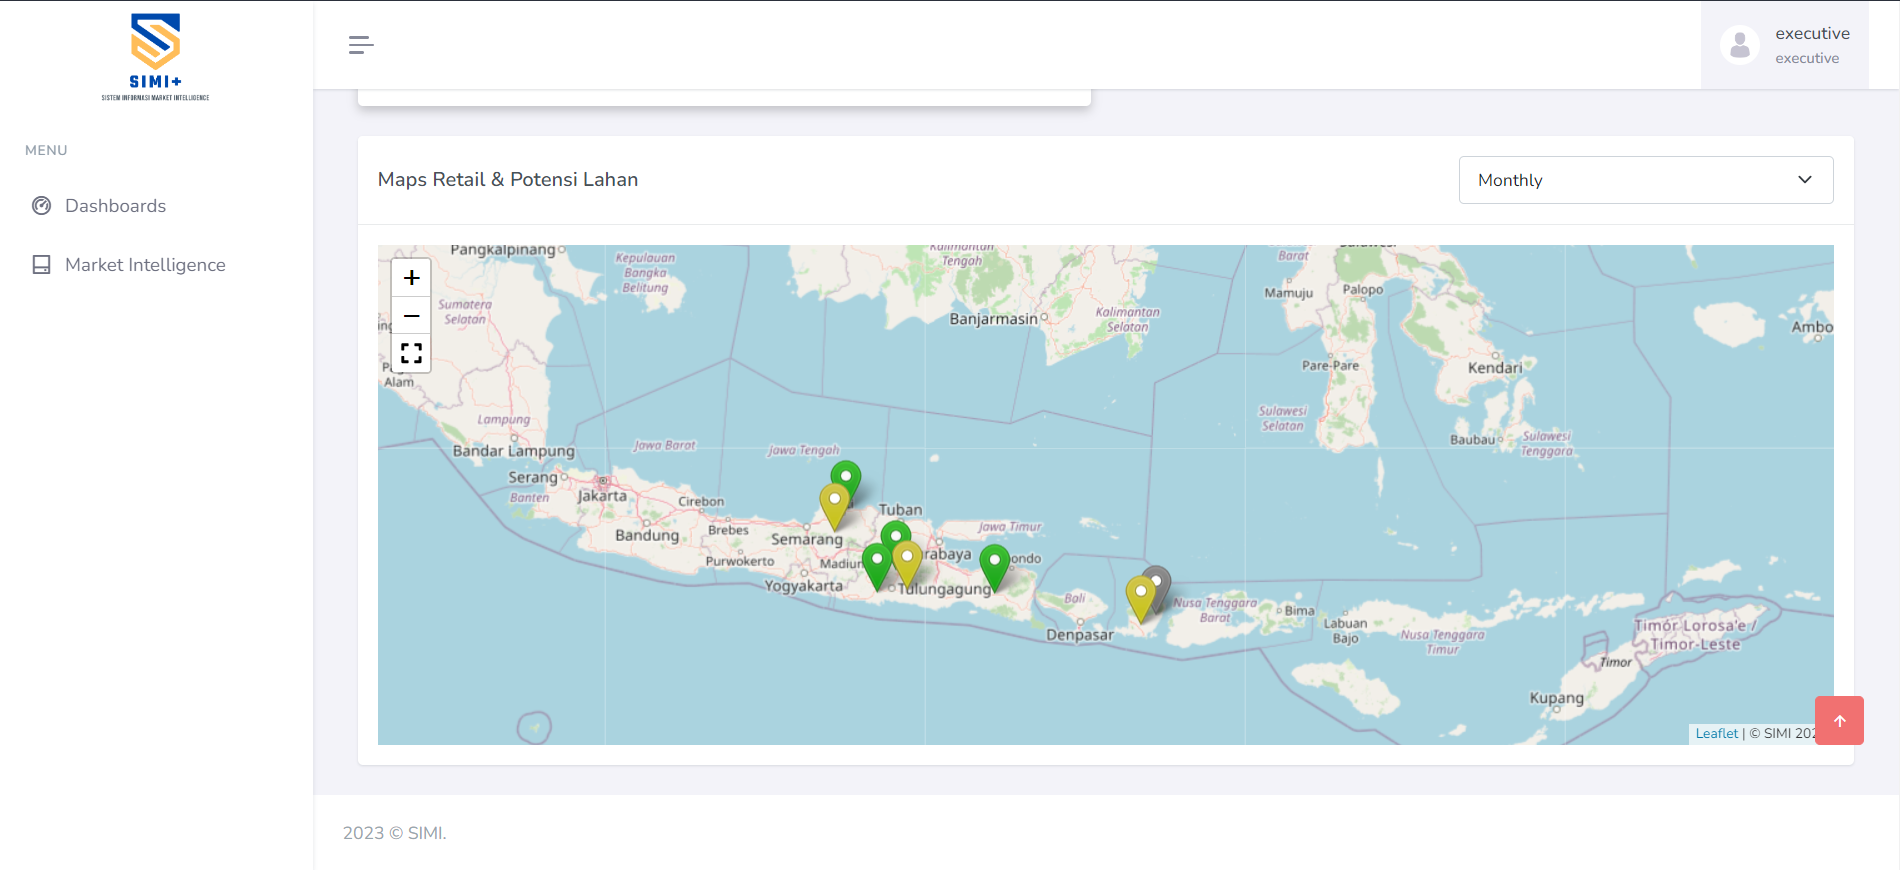 SIMI+
SISTEM INFORMASI MARKET INTELLIGENCE
MENU
Dashboards
Market Intelligence
executive
executive
Maps Retail & Potensi Lahan
Monthly
Pangkalpinang
Kepulauan
Bangka
Belitung
Kalimantan
Tengah
Sulawesi
Barat
+
−
Sumatera
Selatan
Banjarmasin
Kalimantan
Selatan
Mamuju
Palopo
Ambo
Alam
Pare-Pare
Kendari
Lampung
Sulawesi
Selatan
Bandar Lampung
Jawa Barat
Jawa Tengah
Baubau
Sulawesi
Tenggara
Serang
Banten
Jakarta
Cirebon
Tuban
Jawa Timur
Bandung
Brebes
Semarang
rabaya
Purwokerto
Madiun
ondo
Yogyakarta
Tulungagung
Bali
Nusa Tenggara
Barat
Bima
Denpasar
Labuan
Bajo
Nusa Tenggara
Timur
Timór Lorosa'e /
Timor-Leste
Timor
Kupang
Leaflet | © SIMI 202
2023 © SIMI.